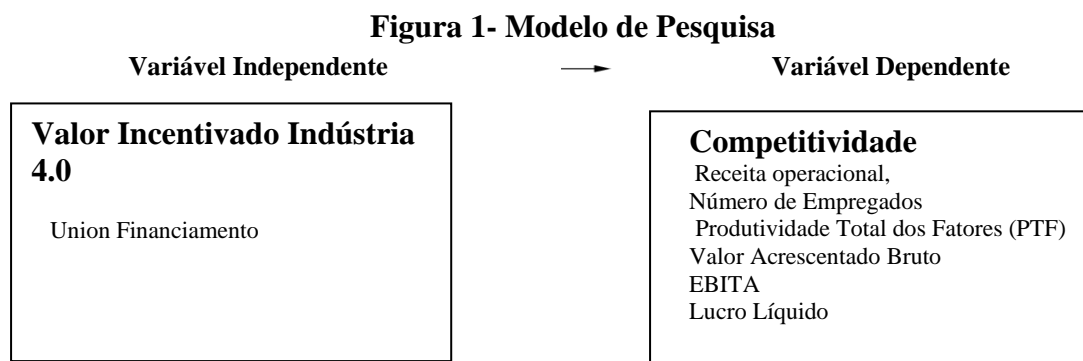 Figura 1- Modelo de Pesquisa
Variável Independente
Variável Dependente
Valor Incentivado Indústria
4.0
Union Financiamento
Competitividade
Receita operacional,
Número de Empregados
Produtividade Total dos Fatores (PTF)
Valor Acrescentado Bruto
EBITA
Lucro Líquido